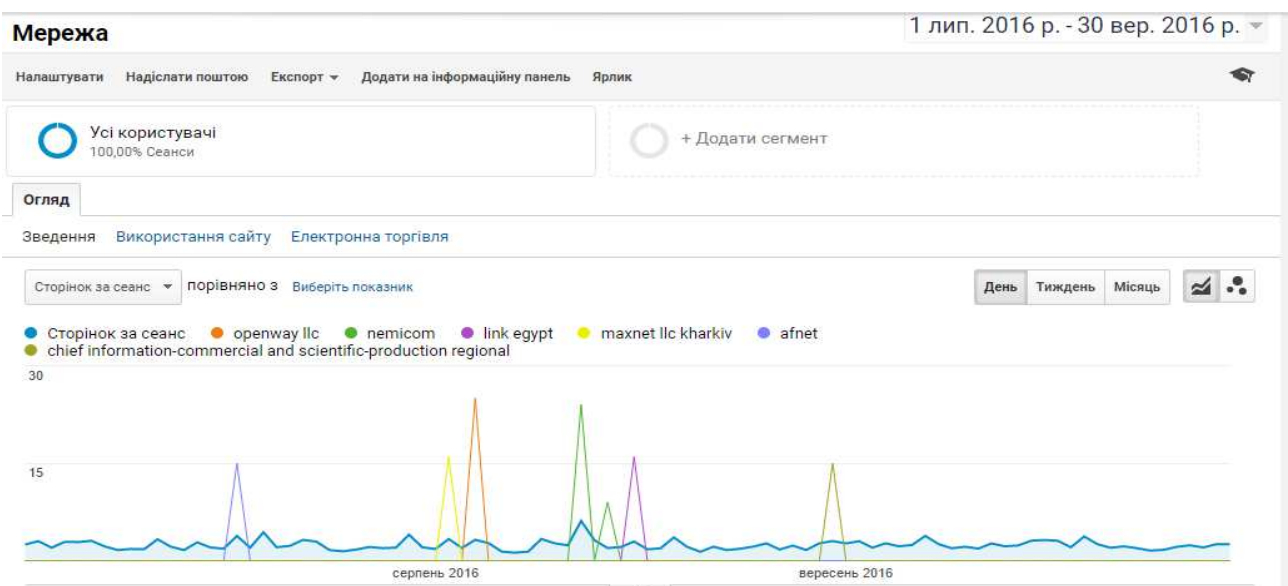 Мережа
1 лип. 2016 р. - 30 вер. 2016 р.
Налаштувати Надіслати поштою Експорт Додати на інформаційну панель Ярлик
Усі користувачі
100,00% Сеанси
+ Додати сегмент
Огляд
Зведення Використання сайту Електронна торгівля
Сторінок за сеанс порівняно з Виберіть показник
День Тиждень Місяць
Сторінок за сеанс openway llc nemicom link egypt maxnet llc kharkiv afnet
chief information-commercial and scientific-production regional
30
15
серпень 2016 вересень 2016